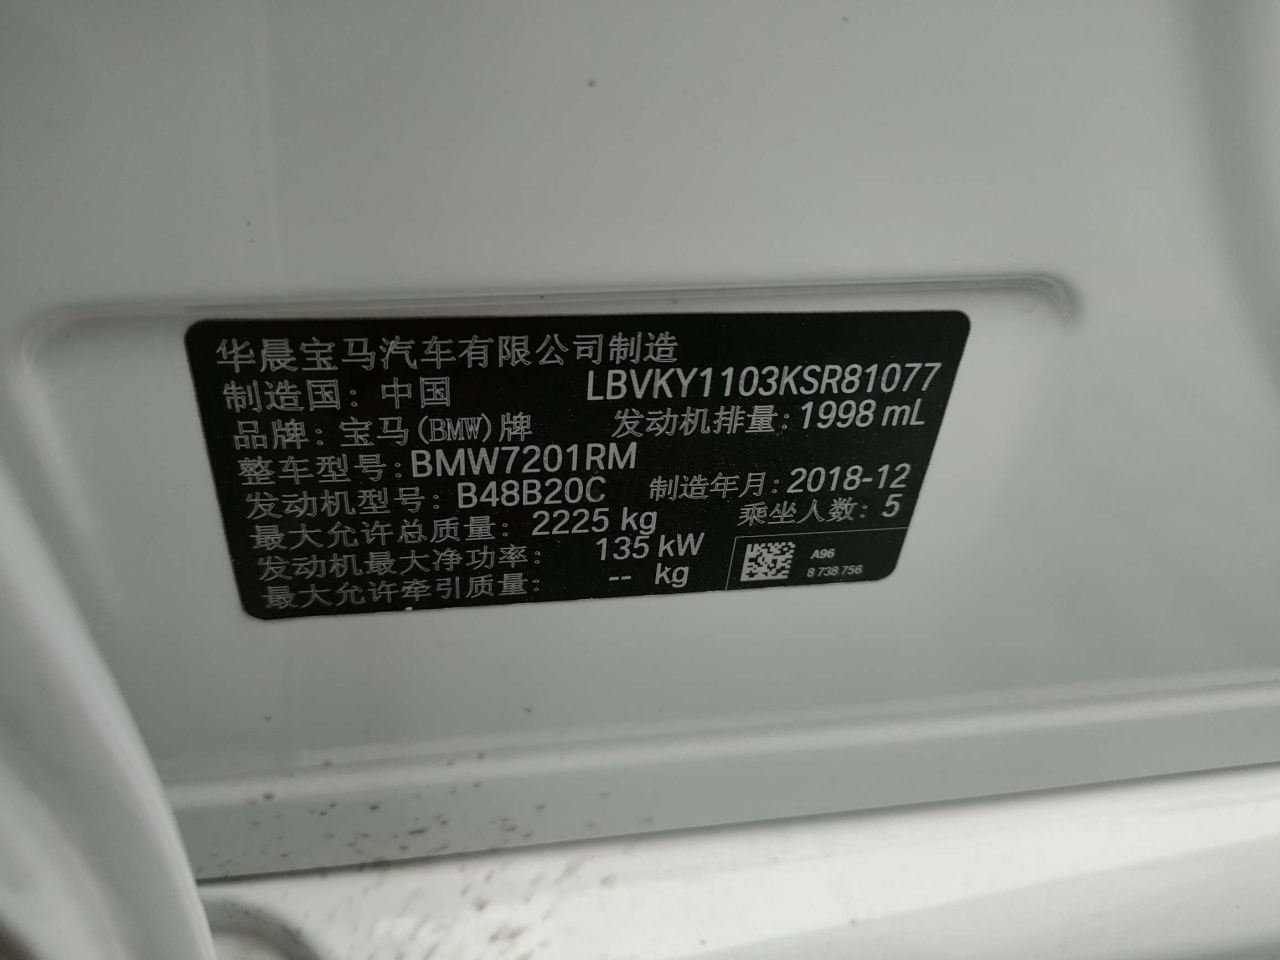 华晨宝马汽车有限公司制造
制造国：中国 LBVKY1103KSR81077
品牌：宝马(BMW)牌 发动机排量：1998 mL
整车型号：BMW7201RM
发动机型号：B48B20C 制造年月：2018-12
最大允许总质量：2225 kg 乘坐人数：5
发动机最大净功率：135 kW
最大允许牵引质量：-- kg
A96
8 738 756